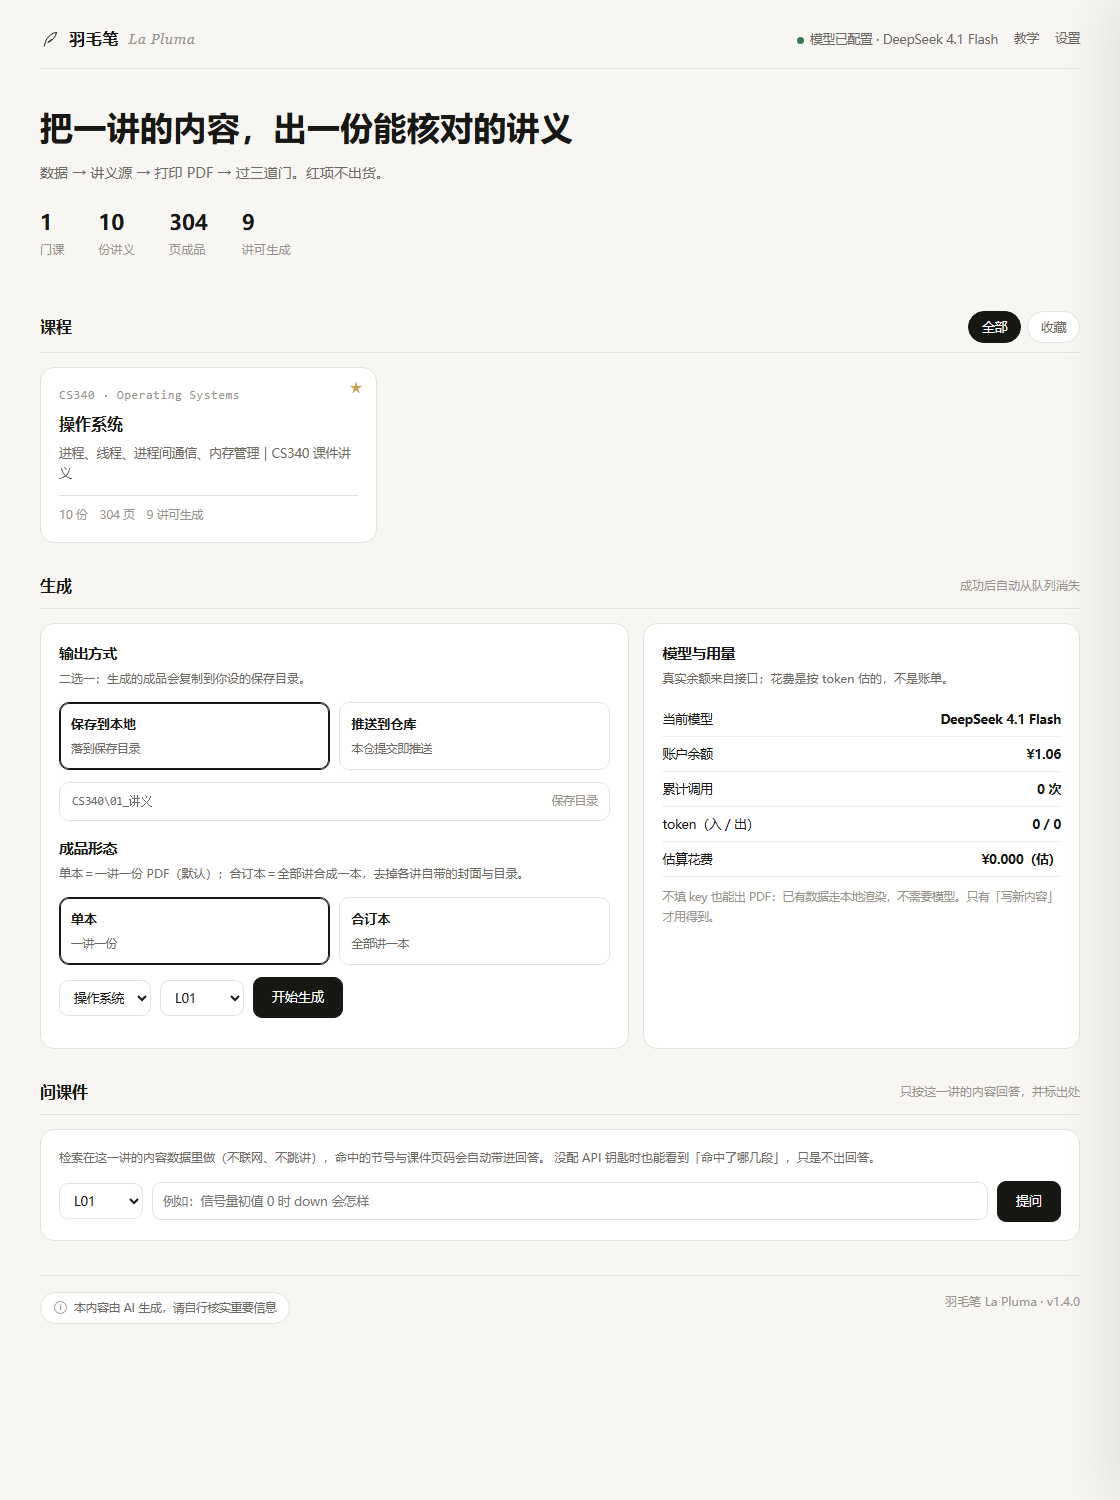 羽毛笔 La Pluma
模型已配置 · DeepSeek 4.1 Flash 教学 设置
把一讲的内容，出一份能核对的讲义
数据 → 讲义源 → 打印 PDF → 过三道门。红项不出货。
1 10 304 9
门课 份讲义 页成品 讲可生成
课程
全部 收藏
CS340 · Operating Systems ★
操作系统
进程、线程、进程间通信、内存管理 | CS340 课件讲
义
10 份 304 页 9 讲可生成
生成
成功后自动从队列消失
输出方式
二选一；生成的成品会复制到你设的保存目录。
保存到本地
落到保存目录
推送到仓库
本仓提交即推送
CS340\01_讲义 保存目录
成品形态
单本 = 一讲一份 PDF（默认）；合订本 = 全部讲合成一本，去掉各讲自带的封面与目录。
单本
一讲一份
合订本
全部讲一本
操作系统 L01 开始生成
模型与用量
真实余额来自接口；花费是按 token 估的，不是账单。
当前模型 DeepSeek 4.1 Flash
账户余额 ¥1.06
累计调用 0 次
token（入 / 出） 0 / 0
估算花费 ¥0.000（估）
不填 key 也能出 PDF：已有数据走本地渲染，不需要模型。只有「写新内容」
才用得到。
问课件
只按这一讲的内容回答，并标出处
检索在这一讲的内容数据里做（不联网、不跳讲），命中的节号与课件页码会自动带进回答。 没配 API 钥匙时也能看到「命中了哪几段」，只是不出回答。
L01 例如：信号量初值 0 时 down 会怎样 提问
本内容由 AI 生成，请自行核实重要信息
羽毛笔 La Pluma · v1.4.0